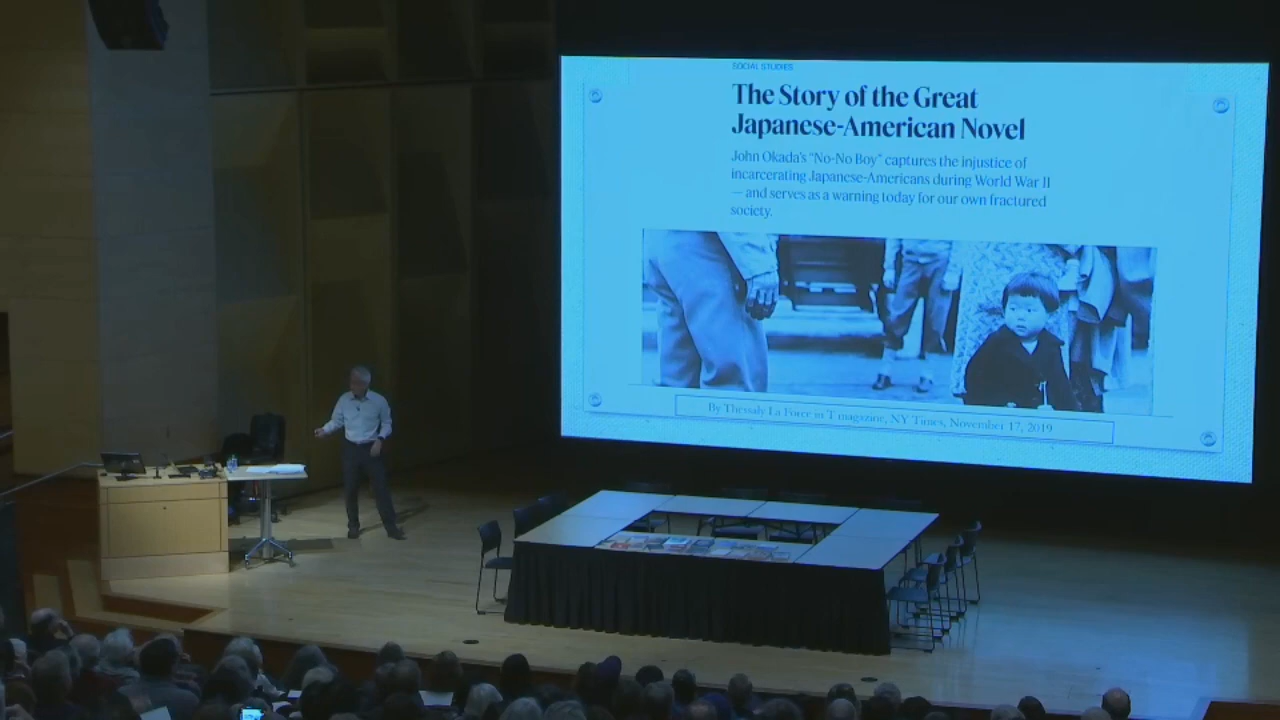 SOCIAL STUDIES
The Story of the Great
Japanese-American Novel
John Okada's "No-No Boy" captures the injustice of
incarcerating Japanese-Americans during World War II
— and serves as a warning today for our own fractured
society.
By Thessaly La Force in T magazine, NY Times, November 17, 2019